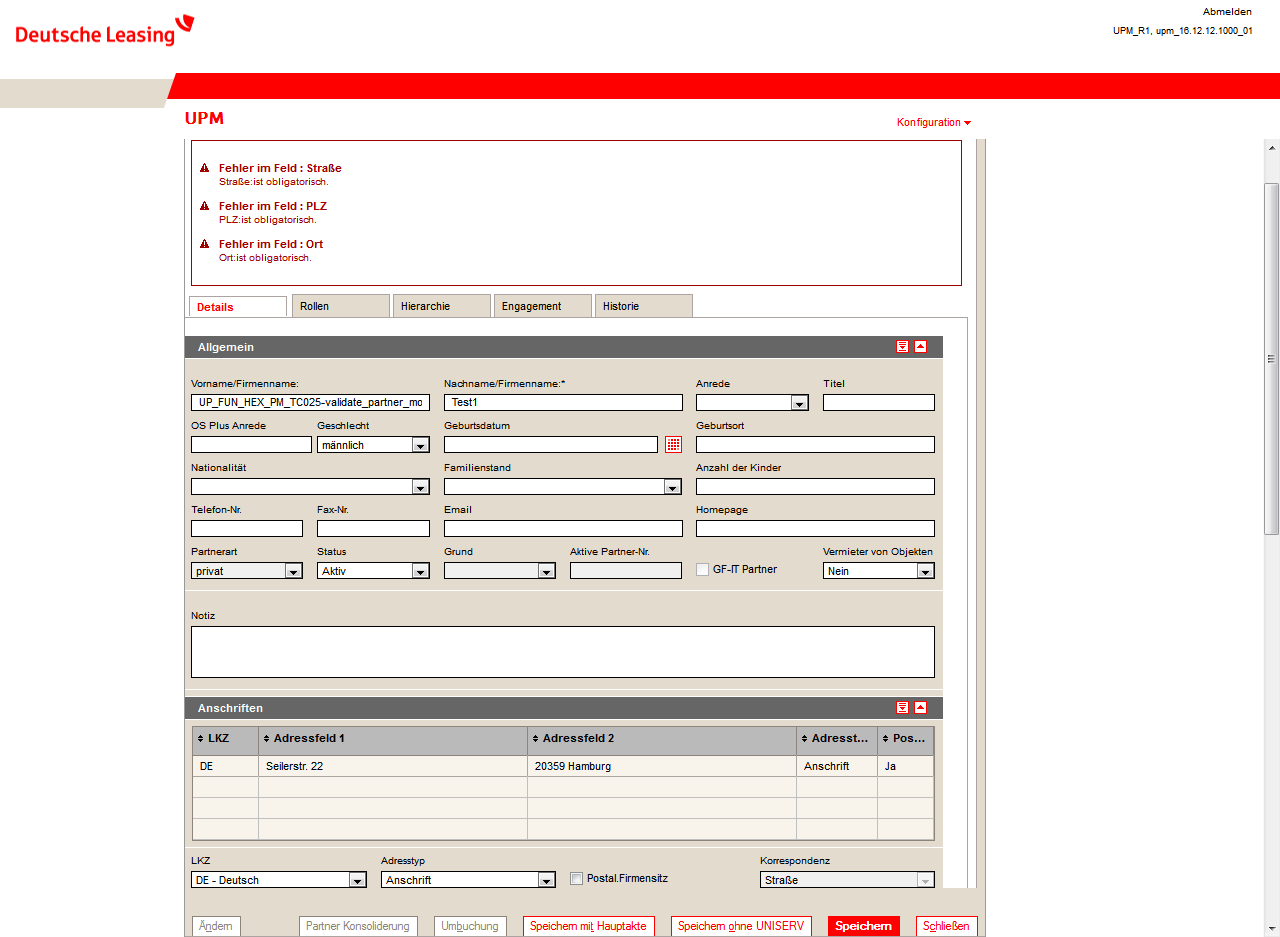 Deutsche Leasing
Abmelden
UPM_R1, upm_16.12.12.1000_01
UPM
Konfiguration
Fehler im Feld : Straße
Straße:ist obligatorisch.
Fehler im Feld : PLZ
PLZ:ist obligatorisch.
Fehler im Feld : Ort
Ort:ist obligatorisch.
Details Rollen Hierarchie Engagement Historie
Allgemein
Vorname/Firmenname: Nachname/Firmenname:* Anrede Titel
UP_FUN_HEX_PM_TC025-validate_partner_mo Test1
OS Plus Anrede Geschlecht Geburtsdatum Geburtsort
männlich
Nationalität Familienstand Anzahl der Kinder
Telefon-Nr. Fax-Nr. Email Homepage
Partnerart Status Grund Aktive Partner-Nr. Vermieter von Objekten
privat Aktiv GF-IT Partner Nein
Notiz
Anschriften
LKZ Adressfeld 1 Adressfeld 2 Adresst... Pos...
DE Seilerstr. 22 20359 Hamburg Anschrift Ja
LKZ Adresstyp Korrespondenz
DE - Deutsch Anschrift Postal.Firmensitz Straße
Ändern Partner Konsolidierung Umbuchung Speichern mit Hauptakte Speichern ohne UNISERV Speichern Schließen